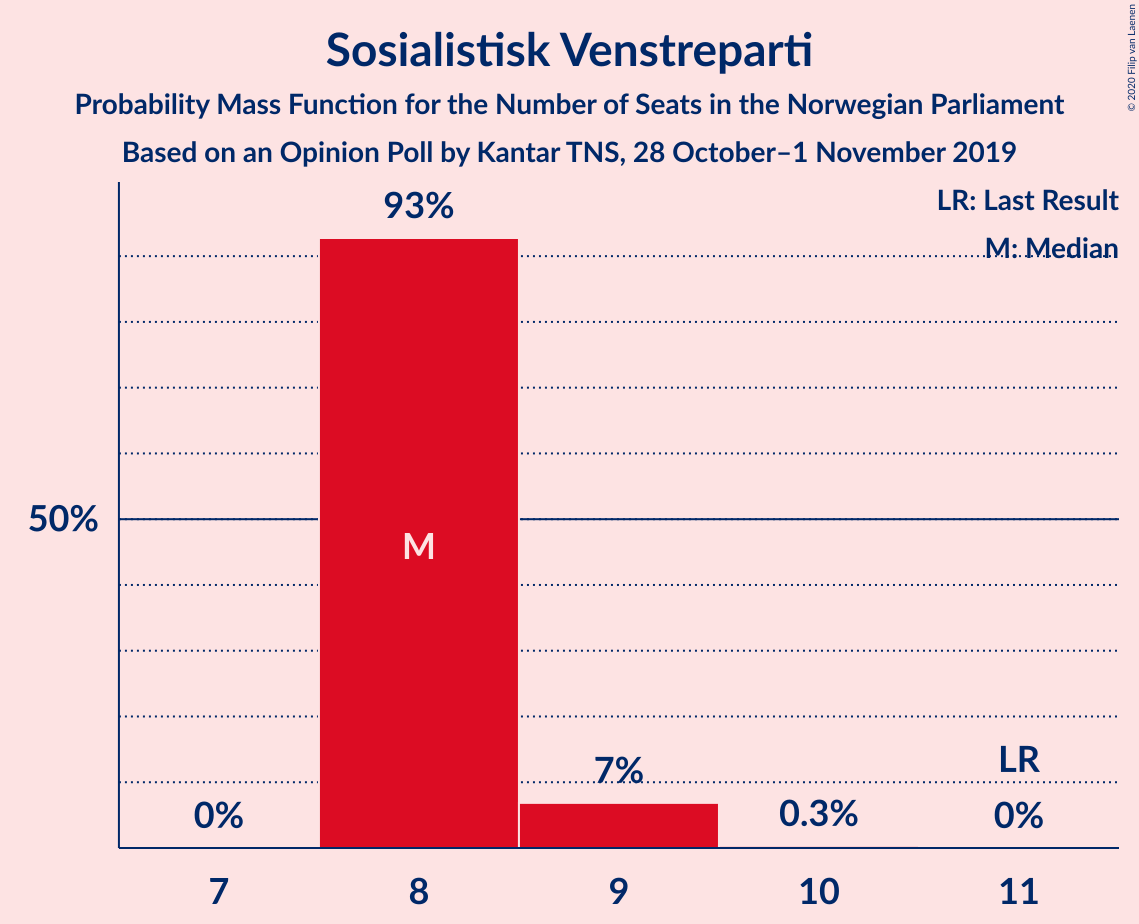 Sosialistisk Venstreparti
Probability Mass Function for the Number of Seats in the Norwegian Parliament
Based on an Opinion Poll by Kantar TNS, 28 October–1 November 2019
© 2020 Filip van Laenen
LR: Last Result
M: Median
93%
50%
M
7%
LR
0%
0.3%
0%
7
8
9
10
11